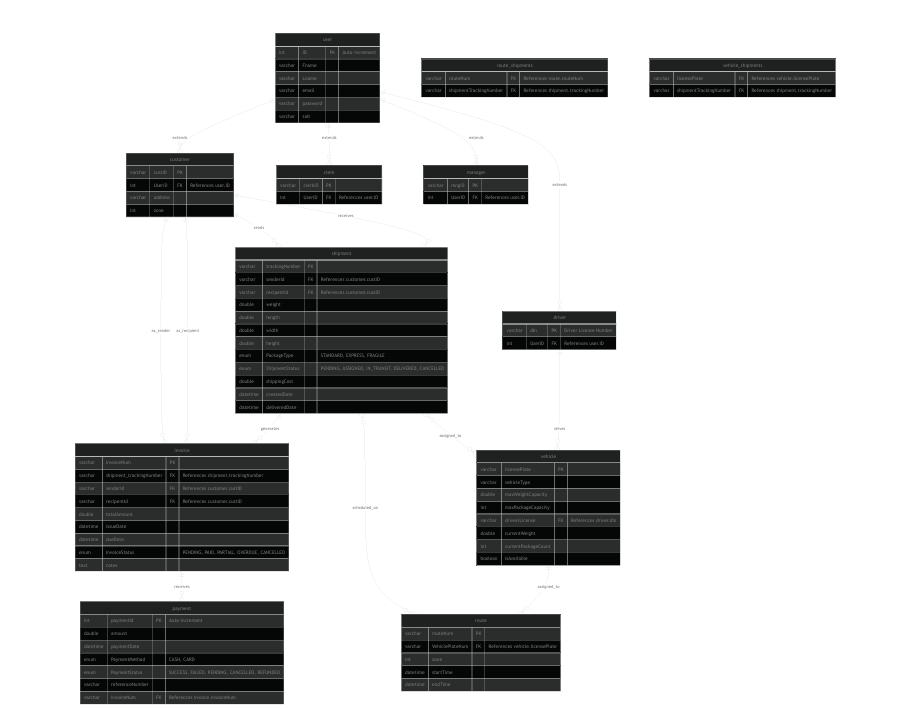 user
int ID PK Auto-increment
varchar Fname
varchar Lname
varchar email
varchar password
varchar salt
route_shipments
varchar routeNum FK References route.routeNum
varchar shipmentTrackingNumber FK References shipment.trackingNumber
vehicle_shipments
varchar licensePlate FK References vehicle.licensePlate
varchar shipmentTrackingNumber FK References shipment.trackingNumber
extends
extends
extends
extends
customer
varchar custID PK
int UserID FK References user.ID
varchar address
int zone
clerk
varchar clerkID PK
int UserID FK References user.ID
manager
varchar mngID PK
int UserID FK References user.ID
receives
sends
shipment
varchar trackingNumber PK
varchar senderId FK References customer.custID
varchar recipientId FK References customer.custID
double weight
double length
double width
double height
enum PackageType STANDARD, EXPRESS, FRAGILE
enum ShipmentStatus PENDING, ASSIGNED, IN_TRANSIT, DELIVERED, CANCELLED
double shippingCost
datetime createdDate
datetime deliveredDate
driver
varchar dln PK Driver License Number
int UserID FK References user.ID
as_sender
as_recipient
generates
assigned_to
drives
invoice
varchar InvoiceNum PK
varchar shipment_trackingNumber FK References shipment.trackingNumber
varchar senderId FK References customer.custID
varchar recipientId FK References customer.custID
double totalAmount
datetime issueDate
datetime dueDate
enum invoiceStatus PENDING, PAID, PARTIAL, OVERDUE, CANCELLED
text notes
vehicle
varchar licensePlate PK
varchar vehicleType
double maxWeightCapacity
int maxPackageCapacity
varchar driverLicense FK References driver.dln
double currentWeight
int currentPackageCount
boolean isAvailable
scheduled_on
receives
assigned_to
payment
int paymentId PK Auto-increment
double amount
datetime paymentDate
enum PaymentMethod CASH, CARD
enum PaymentStatus SUCCESS, FAILED, PENDING, CANCELLED, REFUNDED
varchar referenceNumber
varchar InvoiceNum FK References invoice.InvoiceNum
route
varchar routeNum PK
varchar VehiclePlateNum FK References vehicle.licensePlate
int zone
datetime startTime
datetime endTime